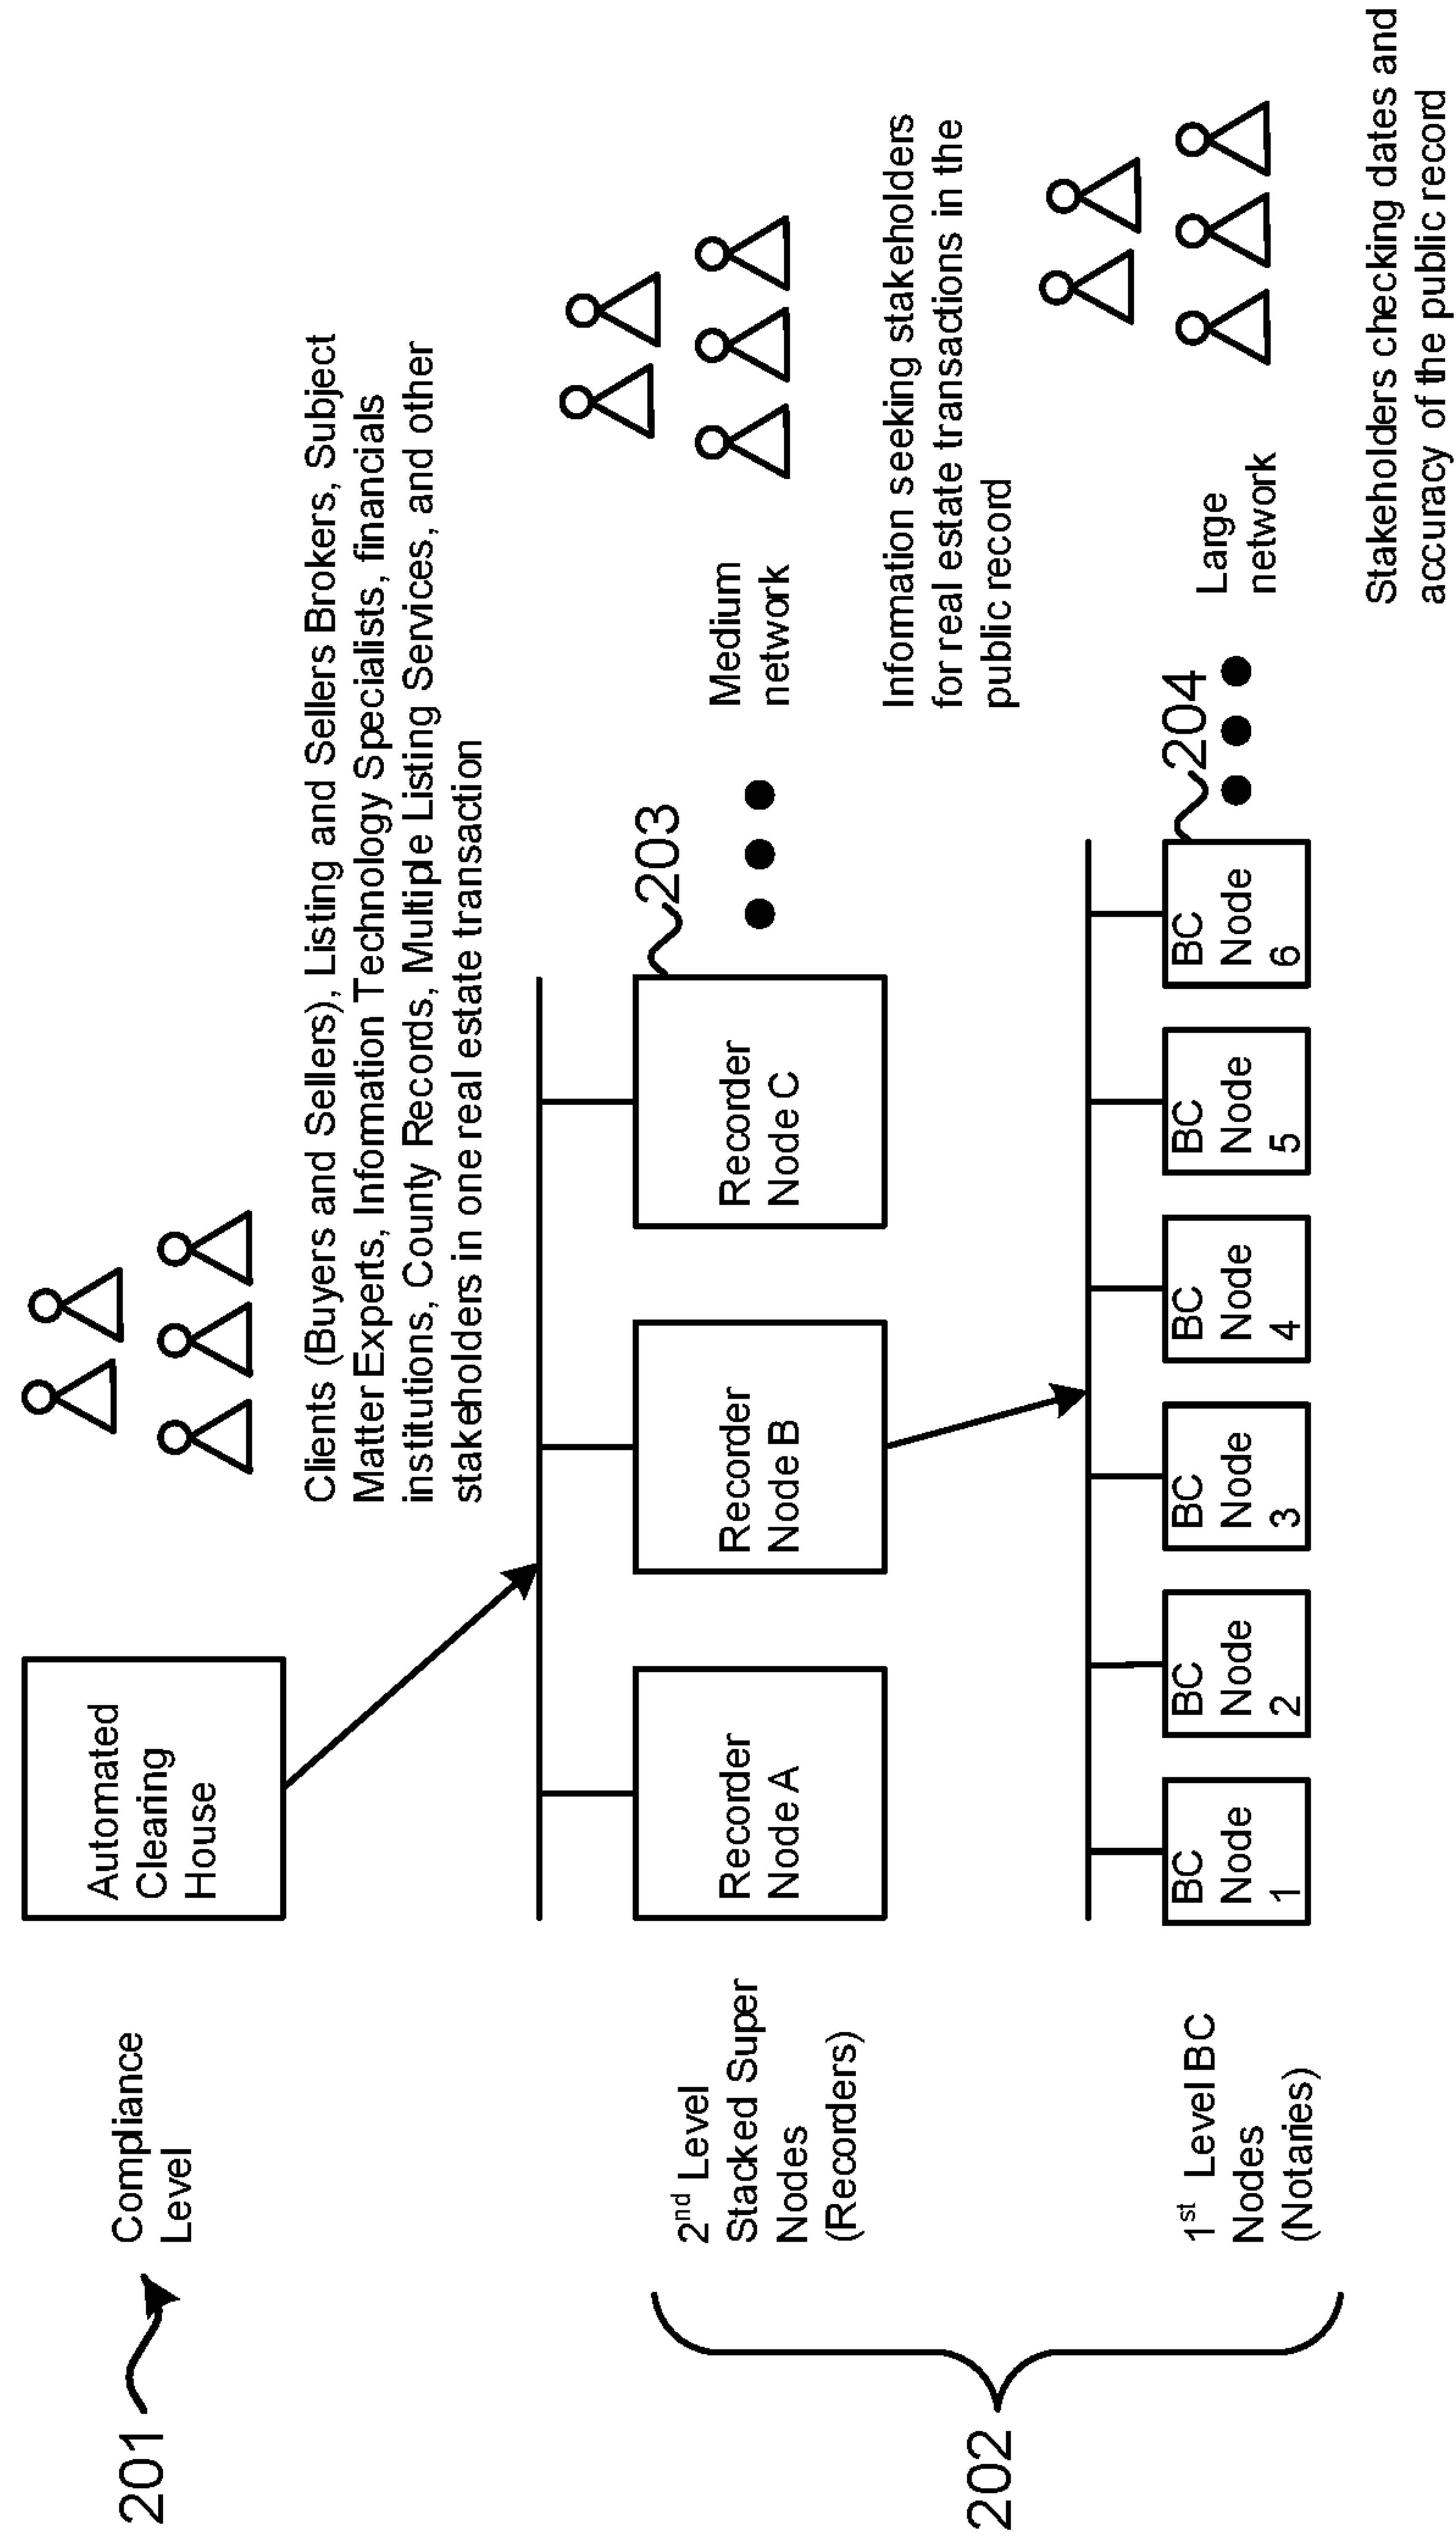 201
Compliance
Level
Automated
Clearing
House
Clients (Buyers and Sellers), Listing and Sellers Brokers, Subject
Matter Experts, Information Technology Specialists, financials
institutions, County Records, Multiple Listing Services, and other
stakeholders in one real estate transaction
202
2nd Level
Stacked Super
Nodes
(Recorders)
Recorder
Node A
Recorder
Node B
Recorder
Node C
203
Medium
network
Information seeking stakeholders
for real estate transactions in the
public record
1st Level BC
Nodes
(Notaries)
BC
Node
1
BC
Node
2
BC
Node
3
BC
Node
4
BC
Node
5
BC
Node
6
204
Large
network
Stakeholders checking dates and
accuracy of the public record